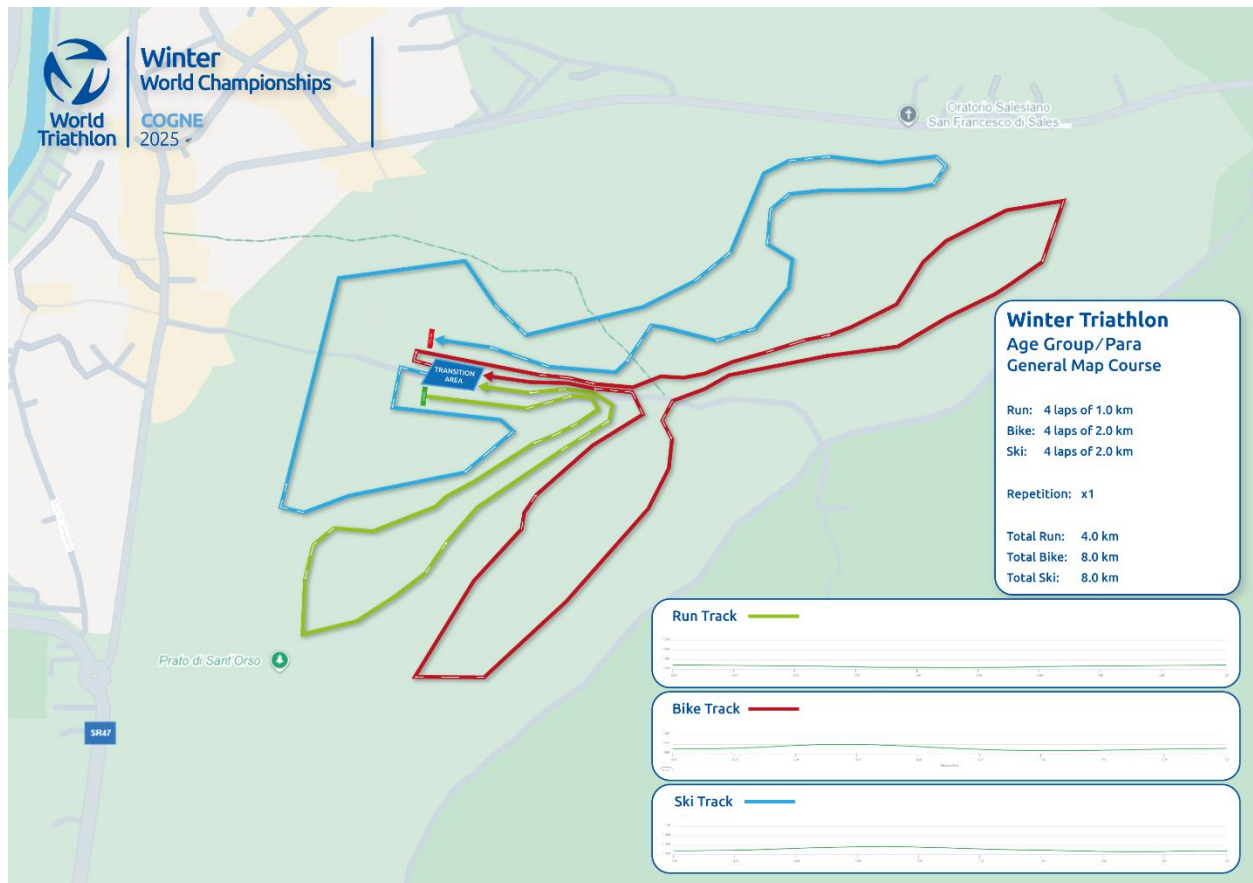 World
Triathlon
Winter
World Championships
COGNE
2025
Oratorio Salesiano
San Francesco di Sales...
TRANSITION
AREA
Winter Triathlon
Age Group/Para
General Map Course
Run: 4 laps of 1.0 km
Bike: 4 laps of 2.0 km
Ski: 4 laps of 2.0 km
Repetition: x1
Total Run: 4.0 km
Total Bike: 8.0 km
Total Ski: 8.0 km
Prato di Sant'Orso
SR47
Run Track
Bike Track
Ski Track